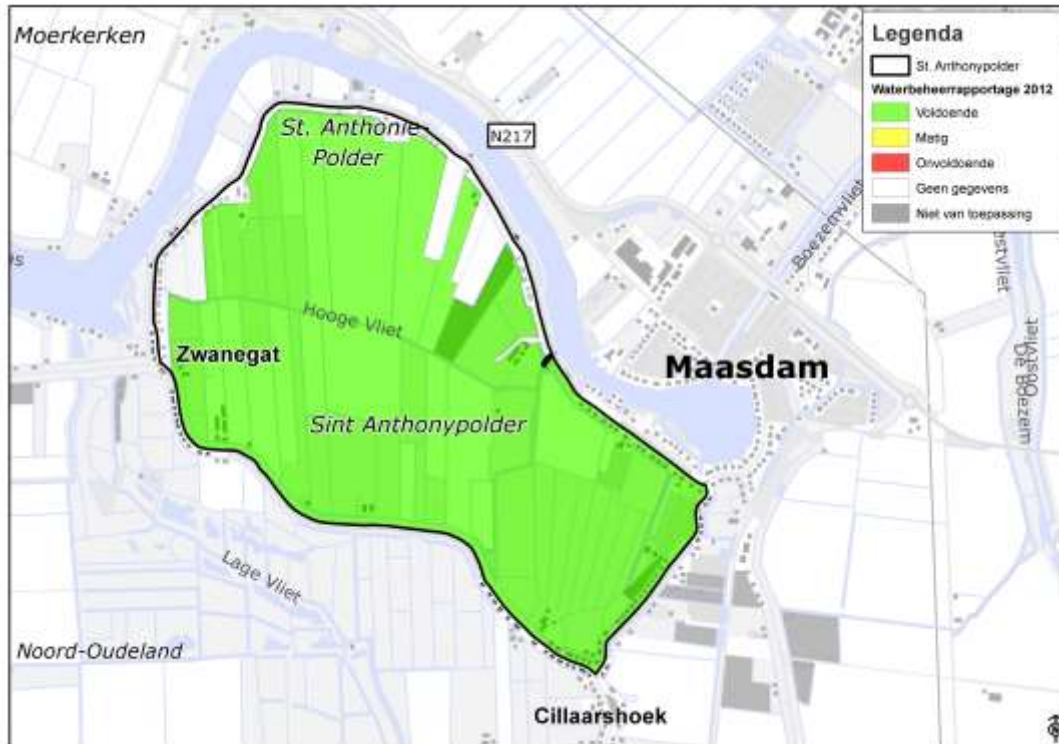 Moerkerken
St. Anthonie-
Polder
N217
Legenda
St. Anthonypolder
Waterbeheerrapportage 2012
Voldoende
Matig
Onvoldoende
Geen gegevens
Niet van toepassing
Boezemvliet
Oostvliet
De Boezem
Hooge Vliet
Zwanegat
Maasdam
Sint Anthonypolder
Lage Vliet
Noord-Oudeland
Cillaarshoek